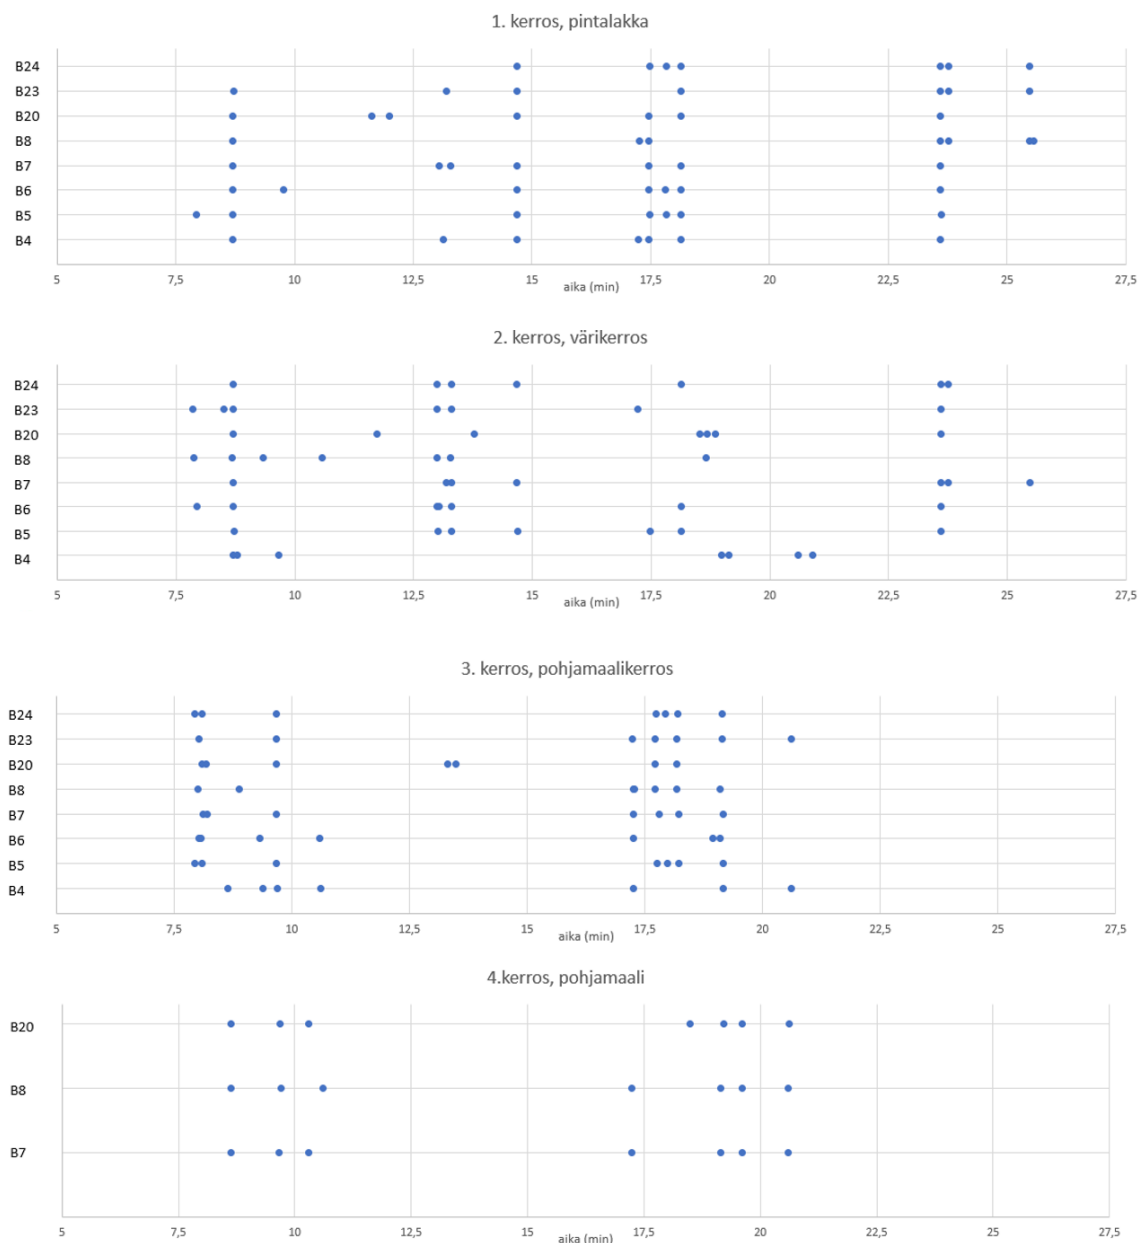 1. kerros, pintalakka
B24
B23
B20
B8
B7
B6
B5
B4
5 7,5 10 12,5 15 17,5 20 22,5 25 27,5
aika (min)
2. kerros, värikerros
B24
B23
B20
B8
B7
B6
B5
B4
5 7,5 10 12,5 15 17,5 20 22,5 25 27,5
aika (min)
3. kerros, pohjamaalikerros
B24
B23
B20
B8
B7
B6
B5
B4
5 7,5 10 12,5 15 17,5 20 22,5 25 27,5
aika (min)
4.kerros, pohjamaali
B20
B8
B7
5 7,5 10 12,5 15 17,5 20 22,5 25 27,5
aika (min)